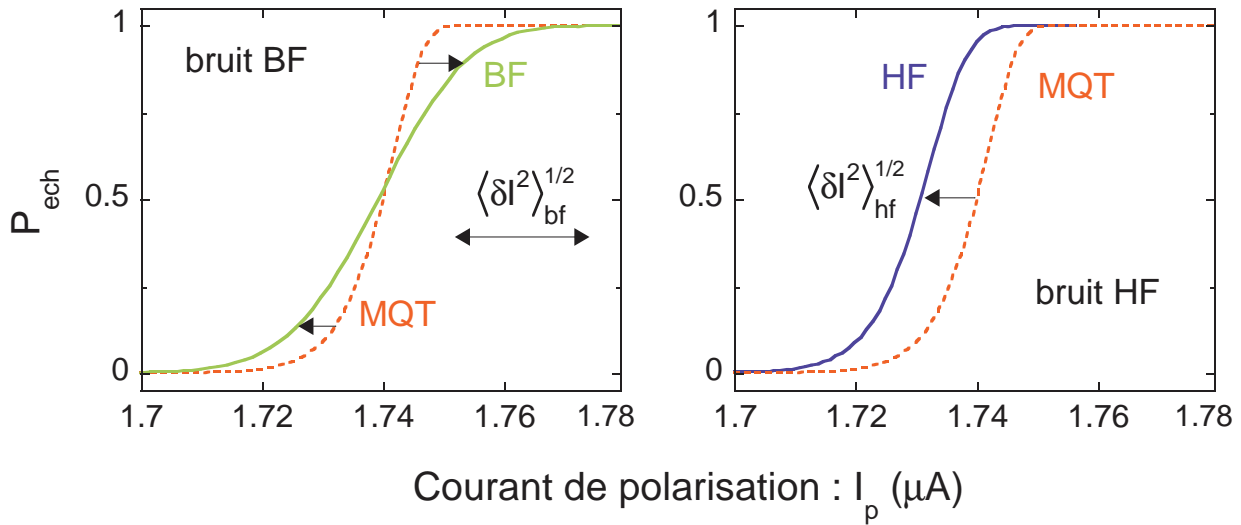 bruit BF
BF
MQT
⟨δI²⟩bf^1/2
P_ech
1
0.5
0
1.7 1.72 1.74 1.76 1.78
HF
MQT
⟨δI²⟩hf^1/2
bruit HF
1
0.5
0
1.7 1.72 1.74 1.76 1.78
Courant de polarisation : I_p (μA)